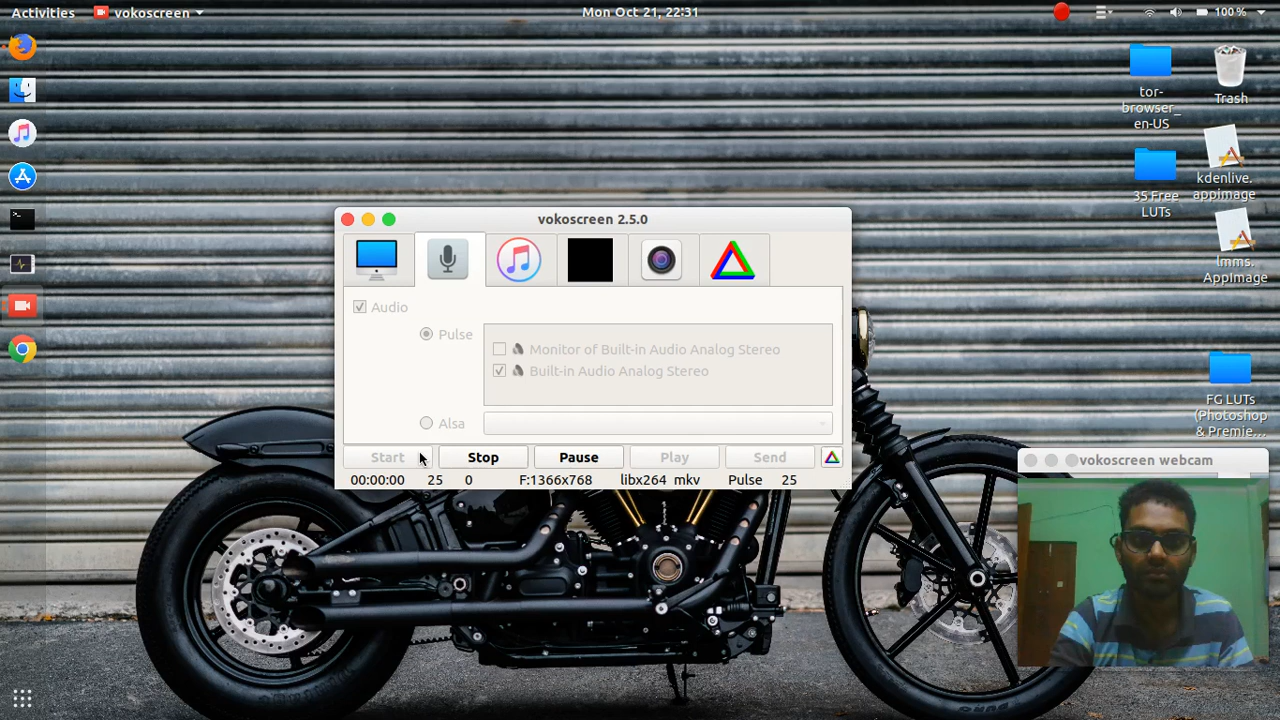 Activities
vokoscreen
Mon Oct 21, 22:31
100 %
tor-
browser_
en-US
Trash
kdenlive.
appimage
35 Free
LUTs
lmms.
AppImage
FG LUTs
(Photoshop
& Premie...
vokoscreen 2.5.0
Audio
Pulse
Monitor of Built-in Audio Analog Stereo
Built-in Audio Analog Stereo
Alsa
Start
Stop
Pause
Play
Send
00:00:00
25
0
F:1366x768
libx264
mkv
Pulse
25
vokoscreen webcam